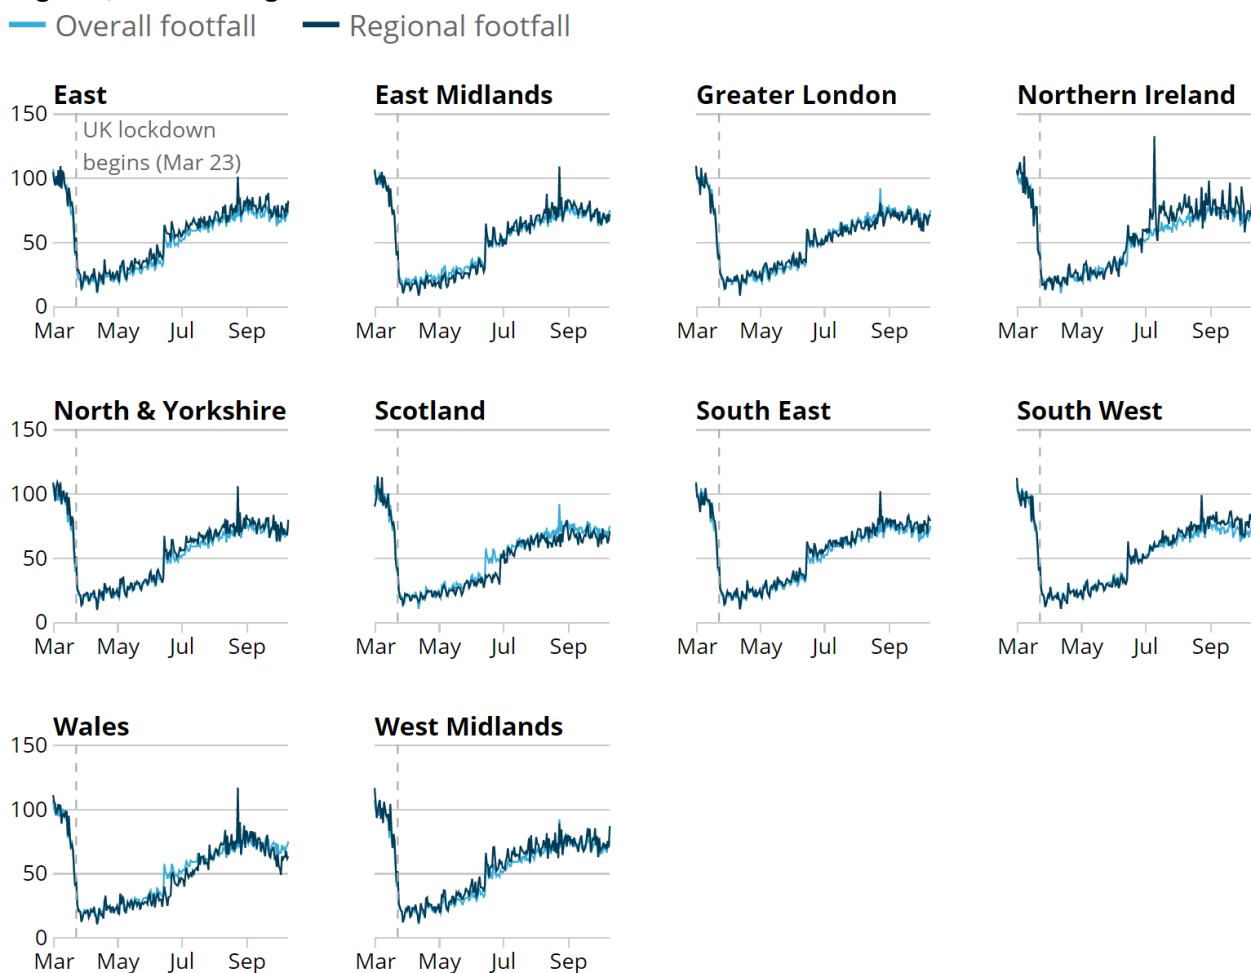 Overall footfall Regional footfall
East East Midlands Greater London Northern Ireland
150
UK lockdown
begins (Mar 23)
100
50
0
Mar May Jul Sep Mar May Jul Sep Mar May Jul Sep Mar May Jul Sep
North & Yorkshire Scotland South East South West
150
100
50
0
Mar May Jul Sep Mar May Jul Sep Mar May Jul Sep Mar May Jul Sep
Wales West Midlands
150
100
50
0
Mar May Jul Sep Mar May Jul Sep